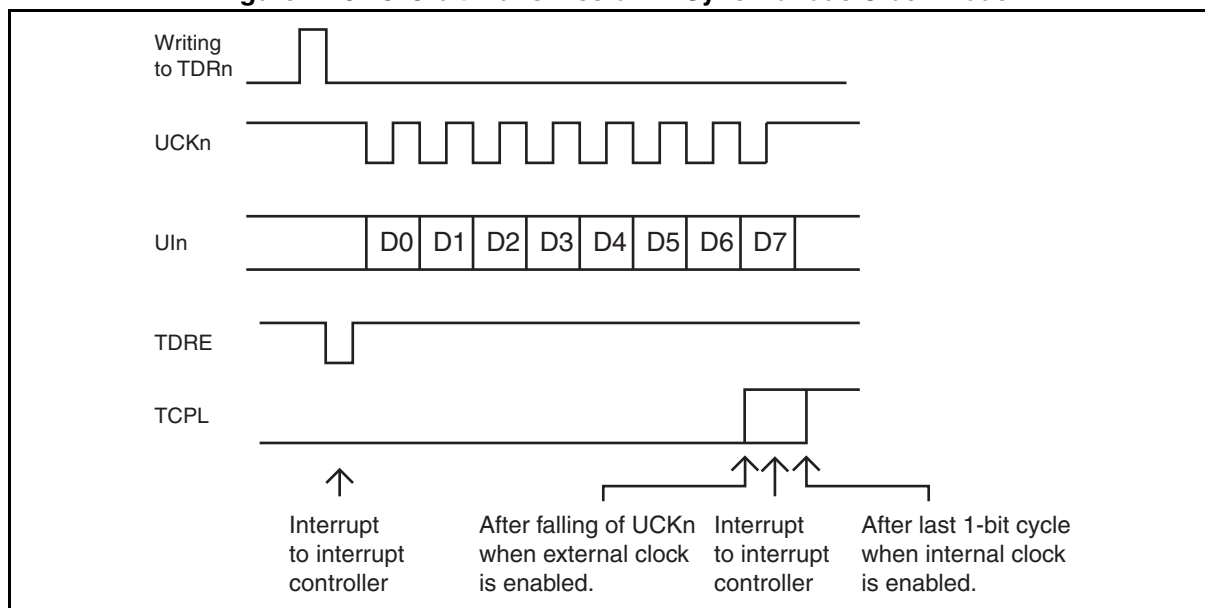 Writing
to TDRn
UCKn
UIn
D0 D1 D2 D3 D4 D5 D6 D7
TDRE
TCPL
Interrupt
to interrupt
controller
After falling of UCKn
when external clock
is enabled.
Interrupt
to interrupt
controller
After last 1-bit cycle
when internal clock
is enabled.